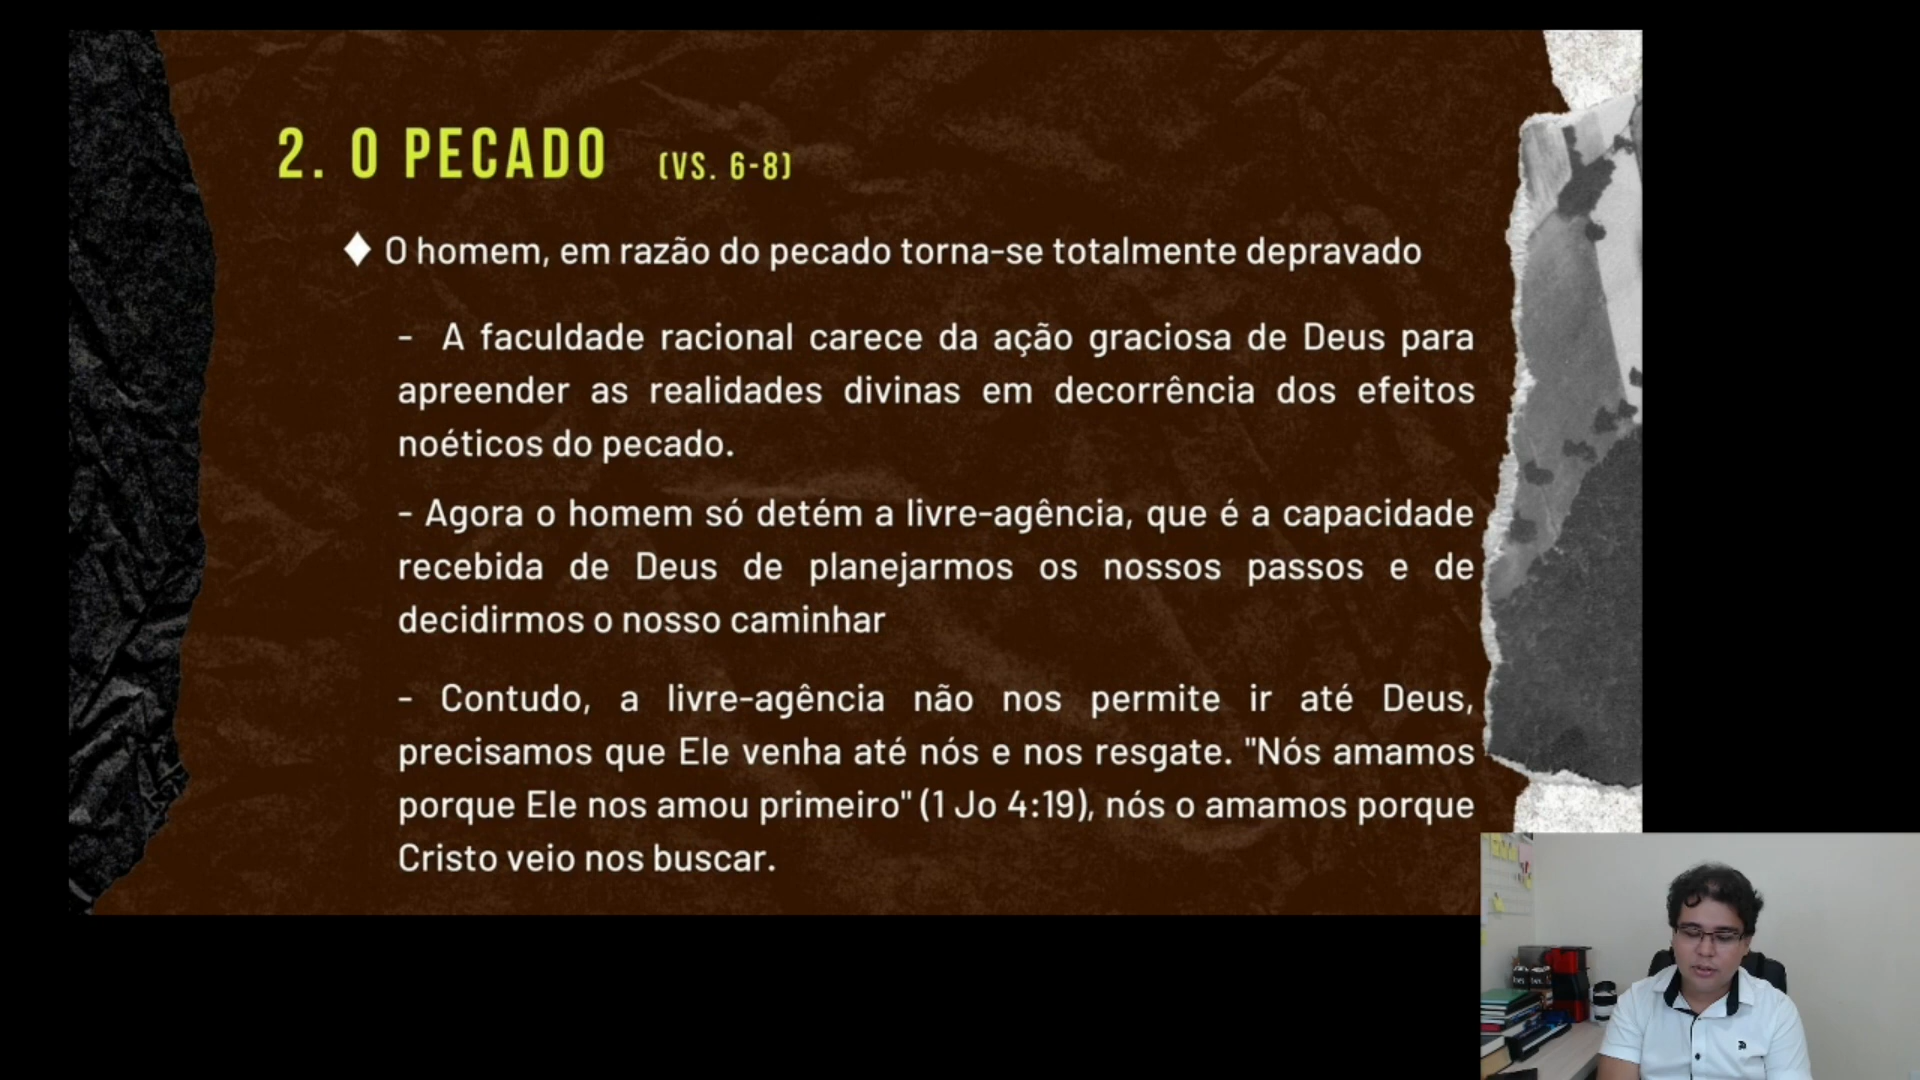 2. O PECADO (VS. 6-8)
♦ O homem, em razão do pecado torna-se totalmente depravado
- A faculdade racional carece da ação graciosa de Deus para
apreender as realidades divinas em decorrência dos efeitos
noéticos do pecado.
- Agora o homem só detém a livre-agência, que é a capacidade
recebida de Deus de planejarmos os nossos passos e de
decidirmos o nosso caminhar
- Contudo, a livre-agência não nos permite ir até Deus,
precisamos que Ele venha até nós e nos resgate. "Nós amamos
porque Ele nos amou primeiro" (1 Jo 4:19), nós o amamos porque
Cristo veio nos buscar.